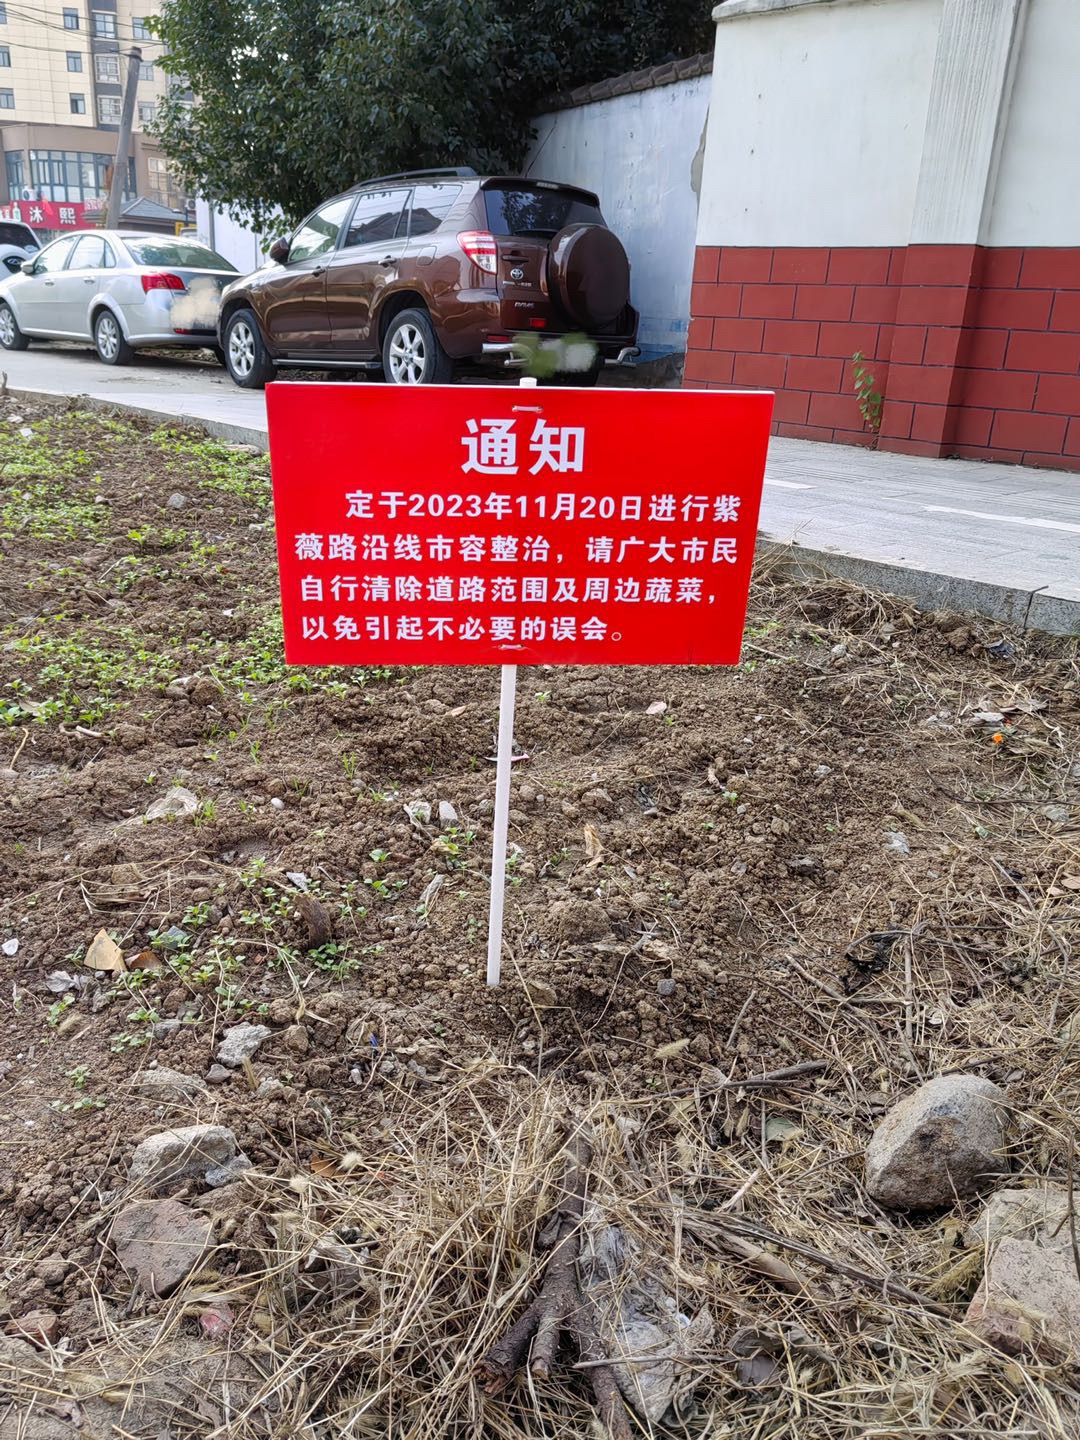 沐熙
通知
定于2023年11月20日进行紫
薇路沿线市容整治，请广大市民
自行清除道路范围及周边蔬菜，
以免引起不必要的误会。